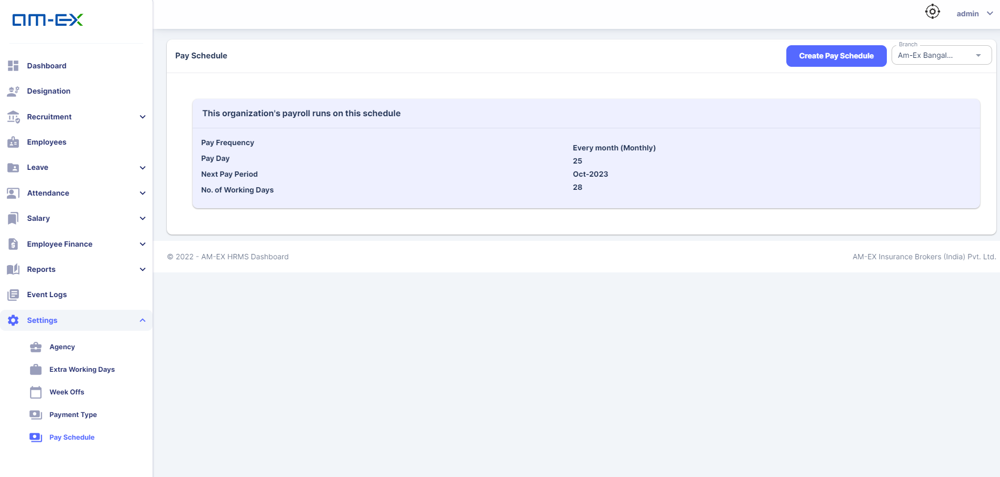 am-EX
admin
Dashboard
Designation
Recruitment
Employees
Leave
Attendance
Salary
Employee Finance
Reports
Event Logs
Settings
Agency
Extra Working Days
Week Offs
Payment Type
Pay Schedule
Pay Schedule
Create Pay Schedule
Branch
Am-Ex Bangal...
This organization's payroll runs on this schedule
Pay Frequency
Every month (Monthly)
Pay Day
25
Next Pay Period
Oct-2023
No. of Working Days
28
© 2022 - AM-EX HRMS Dashboard
AM-EX Insurance Brokers (India) Pvt. Ltd.